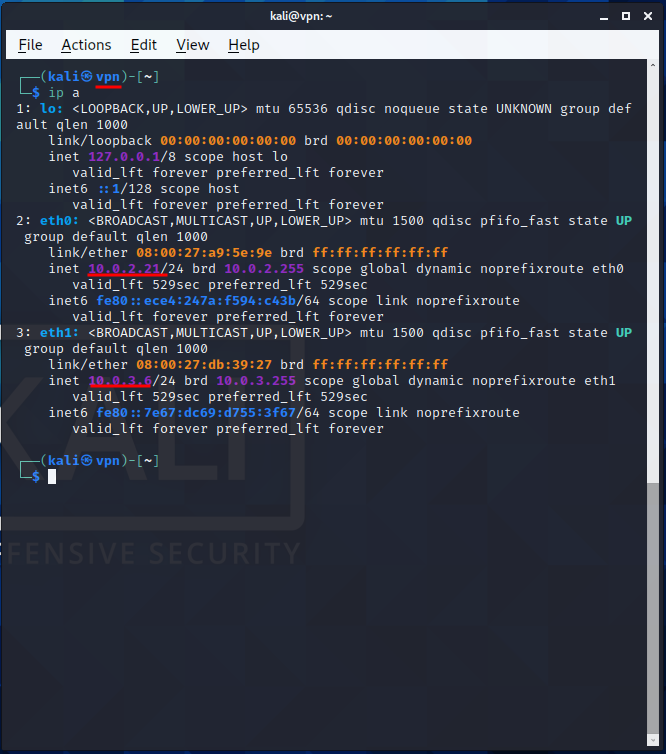 kali@vpn: ~
File Actions Edit View Help
┌──(kali㉿vpn)-[~]
└─$ ip a
1: lo: <LOOPBACK,UP,LOWER_UP> mtu 65536 qdisc noqueue state UNKNOWN group def
ault qlen 1000
    link/loopback 00:00:00:00:00:00 brd 00:00:00:00:00:00
    inet 127.0.0.1/8 scope host lo
       valid_lft forever preferred_lft forever
    inet6 ::1/128 scope host
       valid_lft forever preferred_lft forever
2: eth0: <BROADCAST,MULTICAST,UP,LOWER_UP> mtu 1500 qdisc pfifo_fast state UP
 group default qlen 1000
    link/ether 08:00:27:a9:5e:9e brd ff:ff:ff:ff:ff:ff
    inet 10.0.2.21/24 brd 10.0.2.255 scope global dynamic noprefixroute eth0
       valid_lft 529sec preferred_lft 529sec
    inet6 fe80::ece4:247a:f594:c43b/64 scope link noprefixroute
       valid_lft forever preferred_lft forever
3: eth1: <BROADCAST,MULTICAST,UP,LOWER_UP> mtu 1500 qdisc pfifo_fast state UP
 group default qlen 1000
    link/ether 08:00:27:db:39:27 brd ff:ff:ff:ff:ff:ff
    inet 10.0.3.6/24 brd 10.0.3.255 scope global dynamic noprefixroute eth1
       valid_lft 529sec preferred_lft 529sec
    inet6 fe80::7e67:dc69:d755:3f67/64 scope link noprefixroute
       valid_lft forever preferred_lft forever
┌──(kali㉿vpn)-[~]
└─$
KALI
FFENSIVE SECURITY